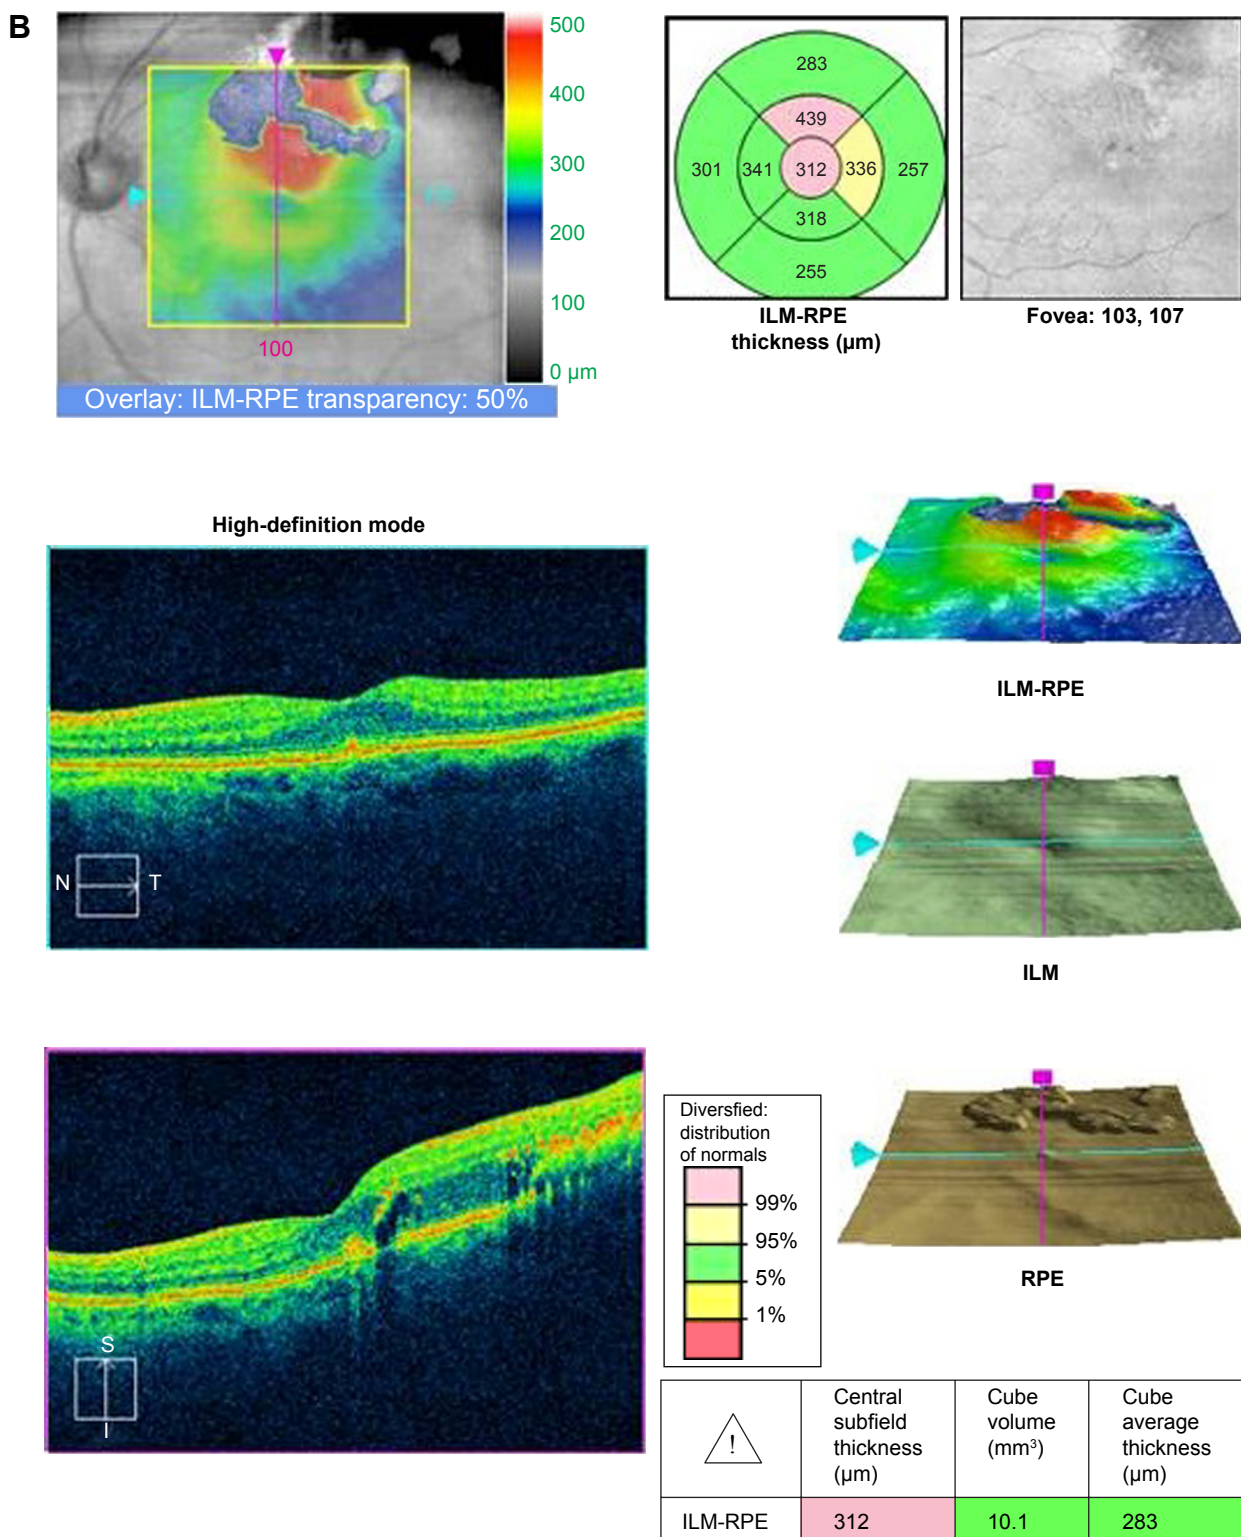 B
500
400
300
200
100
0 µm
100
Overlay: ILM-RPE transparency: 50%
283
439
301
341
312
336
257
318
255
ILM-RPE
thickness (µm)
Fovea: 103, 107
High-definition mode
N
T
ILM-RPE
ILM
S
I
Diversfied:
distribution
of normals
99%
95%
5%
1%
RPE
!
Central
subfield
thickness
(µm)
Cube
volume
(mm³)
Cube
average
thickness
(µm)
ILM-RPE
312
10.1
283